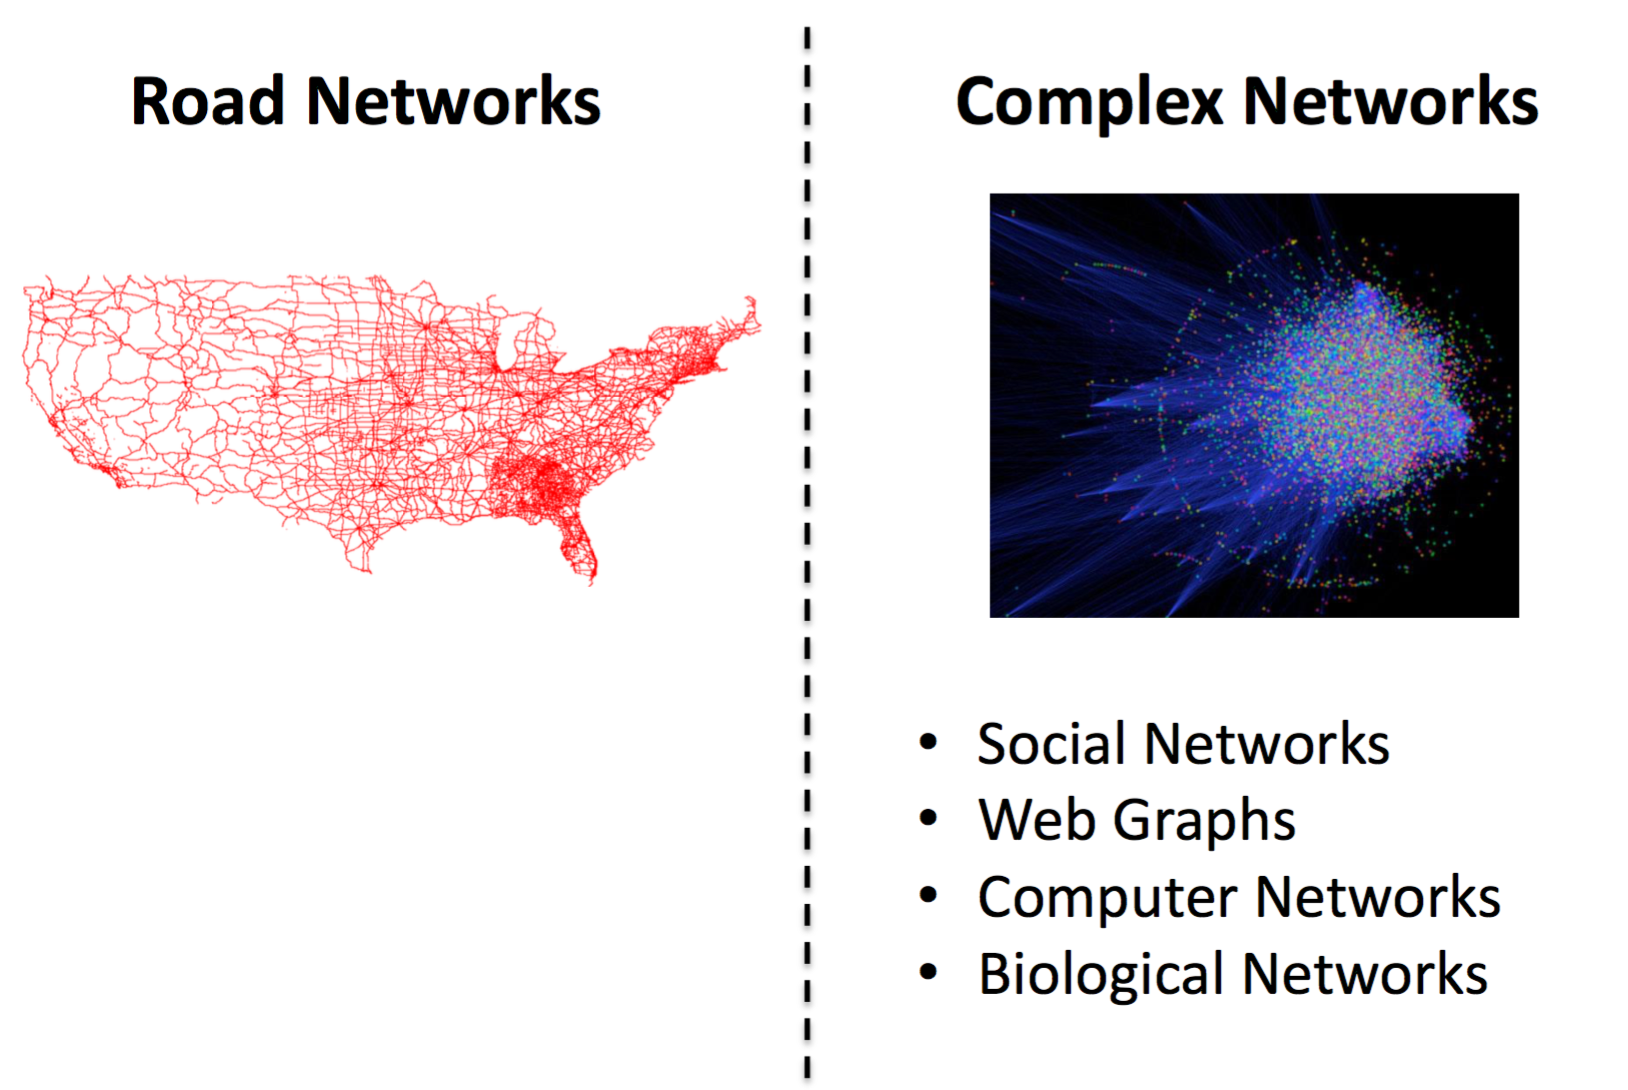 Road Networks
Complex Networks
• Social Networks
• Web Graphs
• Computer Networks
• Biological Networks